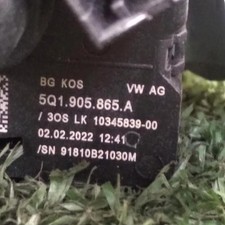 BG KOS VW AG
5Q1.905.865.A
/ 3OS LK 10345839-00
02.02.2022 12:41
/SN 91810B21030M